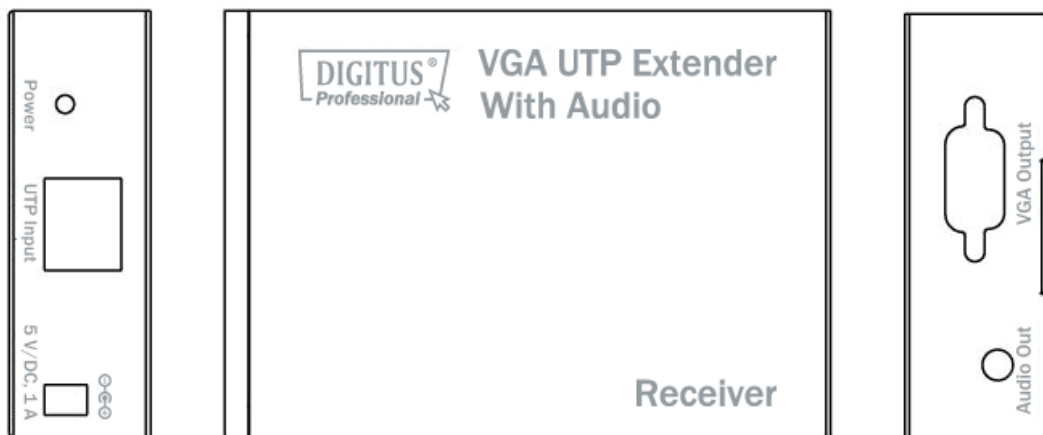 Power
UTP Input
5 V/DC, 1 A
DIGITUS®
Professional
VGA UTP Extender
With Audio
Receiver
VGA Output
Audio Out